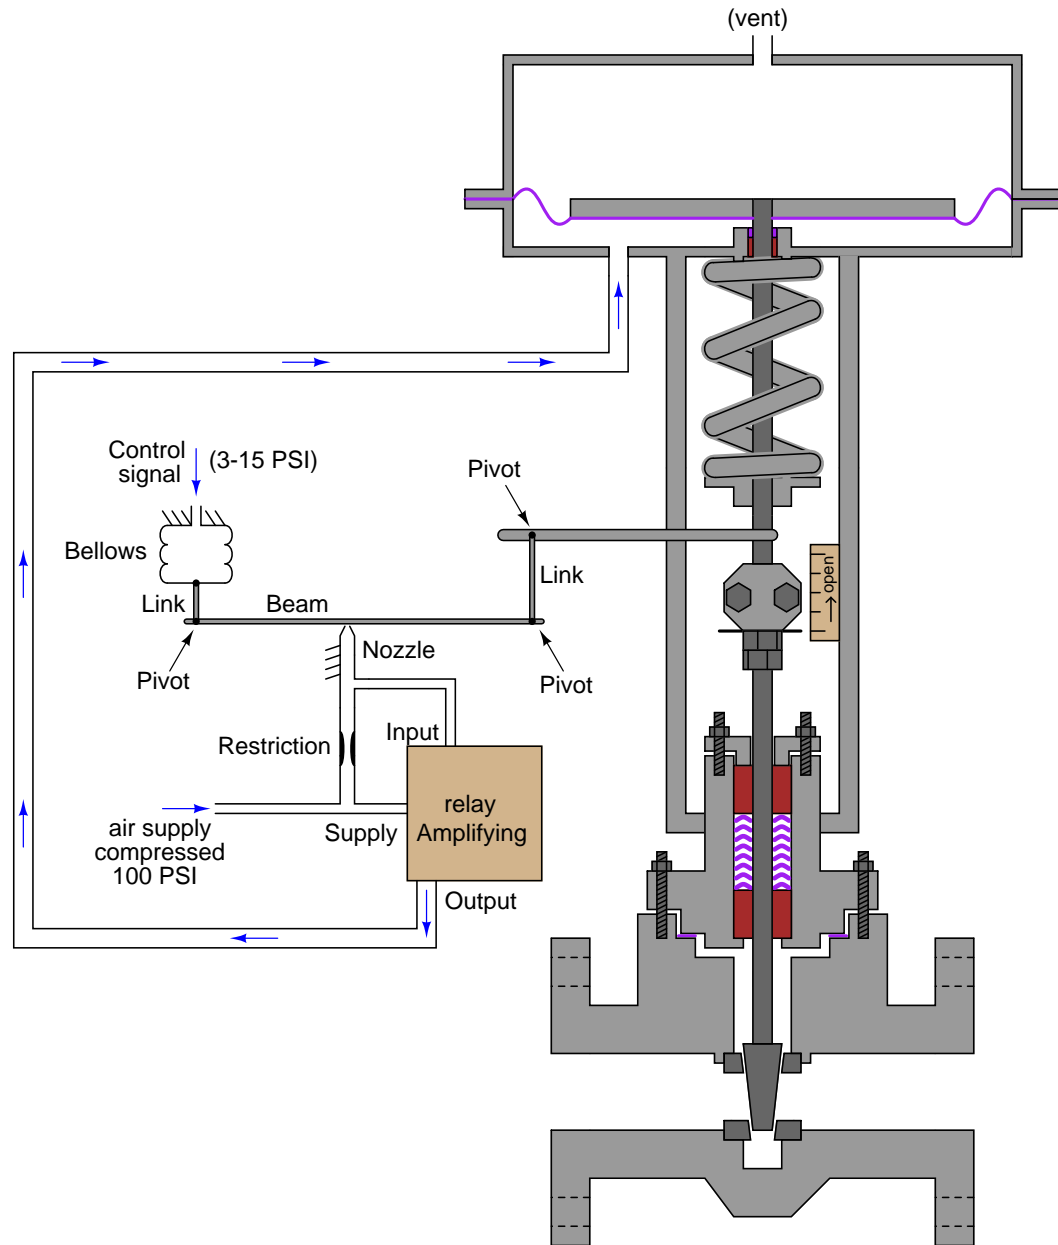 (vent)
Control
signal
(3-15 PSI)
Pivot
Bellows
Link
Link
Beam
open
Nozzle
Pivot
Pivot
Input
Restriction
relay
Amplifying
air supply
compressed
100 PSI
Supply
Output